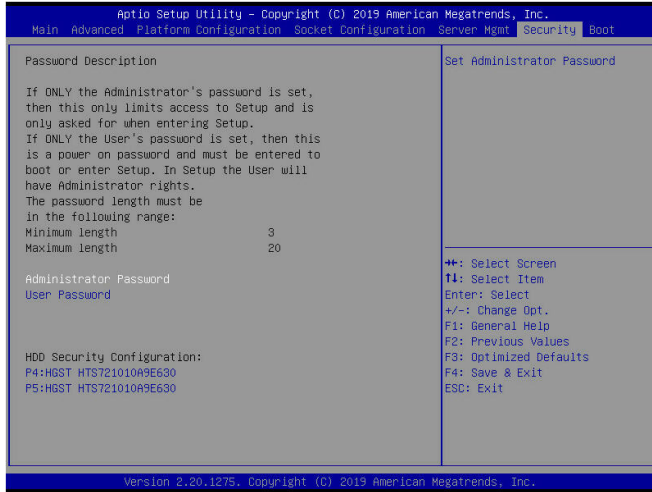 Aptio Setup Utility – Copyright (C) 2019 American Megatrends, Inc.
Main Advanced Platform Configuration Socket Configuration Server Mgmt Security Boot
Password Description
If ONLY the Administrator's password is set,
then this only limits access to Setup and is
only asked for when entering Setup.
If ONLY the User's password is set, then this
is a power on password and must be entered to
boot or enter Setup. In Setup the User will
have Administrator rights.
The password length must be
in the following range:
Minimum length 3
Maximum length 20
Administrator Password
User Password
HDD Security Configuration:
P4:HGST HTS721010A9E630
P5:HGST HTS721010A9E630
Set Administrator Password
→←: Select Screen
↑↓: Select Item
Enter: Select
+/-: Change Opt.
F1: General Help
F2: Previous Values
F3: Optimized Defaults
F4: Save & Exit
ESC: Exit
Version 2.20.1275. Copyright (C) 2019 American Megatrends, Inc.